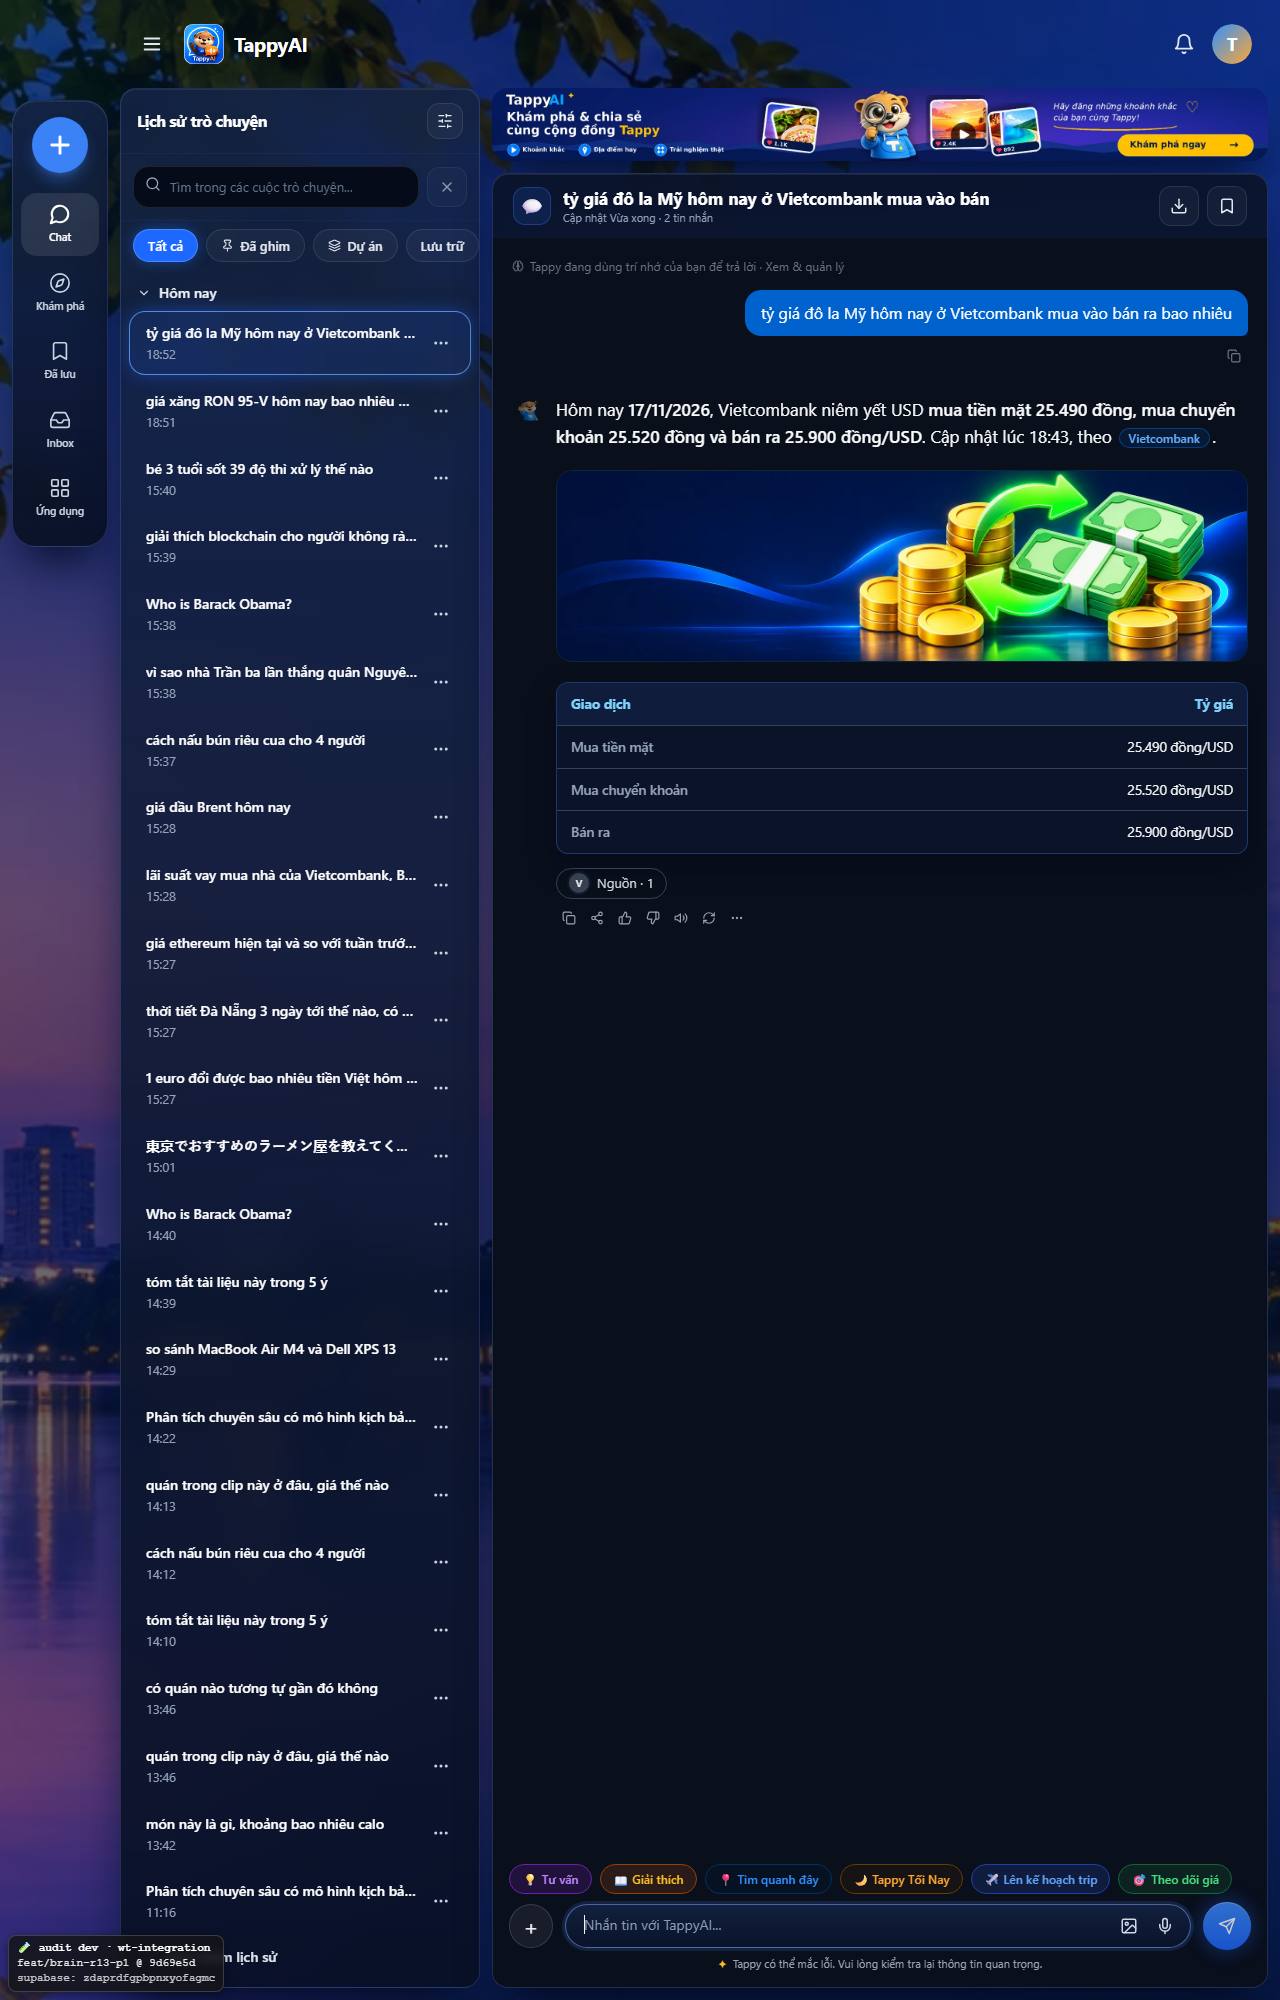 TappyAI
T
Chat
Khám phá
Đã lưu
Inbox
Ứng dụng
Lịch sử trò chuyện
Tìm trong các cuộc trò chuyện...
Tất cả
Đã ghim
Dự án
Lưu trữ
Hôm nay
tỷ giá đô la Mỹ hôm nay ở Vietcombank ...
18:52
giá xăng RON 95-V hôm nay bao nhiêu ...
18:51
bé 3 tuổi sốt 39 độ thì xử lý thế nào
15:40
giải thích blockchain cho người không rà...
15:39
Who is Barack Obama?
15:38
vì sao nhà Trần ba lần thắng quân Nguyê...
15:38
cách nấu bún riêu cua cho 4 người
15:37
giá dầu Brent hôm nay
15:28
lãi suất vay mua nhà của Vietcombank, B...
15:28
giá ethereum hiện tại và so với tuần trướ...
15:27
thời tiết Đà Nẵng 3 ngày tới thế nào, có ...
15:27
1 euro đổi được bao nhiêu tiền Việt hôm ...
15:27
東京でおすすめのラーメン屋を教えてく...
15:01
Who is Barack Obama?
14:40
tóm tắt tài liệu này trong 5 ý
14:39
so sánh MacBook Air M4 và Dell XPS 13
14:29
Phân tích chuyên sâu có mô hình kịch bả...
14:22
quán trong clip này ở đâu, giá thế nào
14:13
cách nấu bún riêu cua cho 4 người
14:12
tóm tắt tài liệu này trong 5 ý
14:10
có quán nào tương tự gần đó không
13:46
quán trong clip này ở đâu, giá thế nào
13:46
món này là gì, khoảng bao nhiêu calo
13:42
Phân tích chuyên sâu có mô hình kịch bả...
11:16
lịch sử
audit dev · wt-integration
feat/brain-r13-p1 @ 9d69e5d
supabase: zdaprdfgpbpnxyofagmc
TappyAI
Khám phá & chia sẻ
cùng cộng đồng Tappy
Khoảnh khắc
Địa điểm hay
Trải nghiệm thật
1.1K
2.4K
892
Hãy đăng những khoảnh khắc
của bạn cùng Tappy!
Khám phá ngay →
tỷ giá đô la Mỹ hôm nay ở Vietcombank mua vào bán
Cập nhật Vừa xong · 2 tin nhắn
Tappy đang dùng trí nhớ của bạn để trả lời · Xem & quản lý
tỷ giá đô la Mỹ hôm nay ở Vietcombank mua vào bán ra bao nhiêu
Hôm nay 17/11/2026, Vietcombank niêm yết USD mua tiền mặt 25.490 đồng, mua chuyển
khoản 25.520 đồng và bán ra 25.900 đồng/USD. Cập nhật lúc 18:43, theo Vietcombank .
Giao dịch Tỷ giá
Mua tiền mặt 25.490 đồng/USD
Mua chuyển khoản 25.520 đồng/USD
Bán ra 25.900 đồng/USD
V Nguồn · 1
Tư vấn
Giải thích
Tìm quanh đây
Tappy Tối Nay
Lên kế hoạch trip
Theo dõi giá
Nhắn tin với TappyAI...
Tappy có thể mắc lỗi. Vui lòng kiểm tra lại thông tin quan trọng.